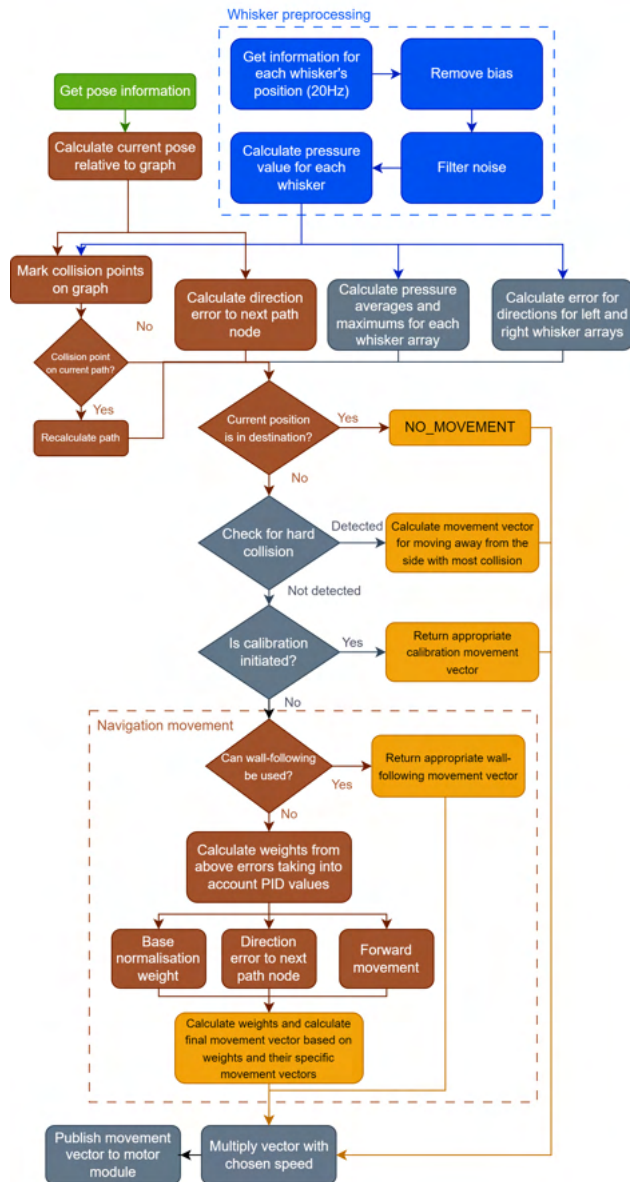 Whisker preprocessing
Get information for
each whisker's
position (20Hz)
Remove bias
Get pose information
Calculate current pose
relative to graph
Calculate pressure
value for each
whisker
Filter noise
Mark collision points
on graph
Calculate direction
error to next path
node
Calculate pressure
averages and
maximums for each
whisker array
Calculate error for
directions for left and
right whisker arrays
No
Collision point
on current path?
Yes
Recalculate path
Current position
is in destination?
Yes
NO_MOVEMENT
No
Check for hard
collision
Detected
Calculate movement vector
for moving away from the
side with most collision
Not detected
Is calibration
initiated?
Yes
Return appropriate
calibration movement
vector
No
Navigation movement
Can wall-following
be used?
Yes
Return appropriate wall-
following movement vector
No
Calculate weights from
above errors taking into
account PID values
Base
normalisation
weight
Direction
error to next
path node
Forward
movement
Calculate weights and calculate
final movement vector based on
weights and their specific
movement vectors
Publish movement
vector to motor
module
Multiply vector with
chosen speed